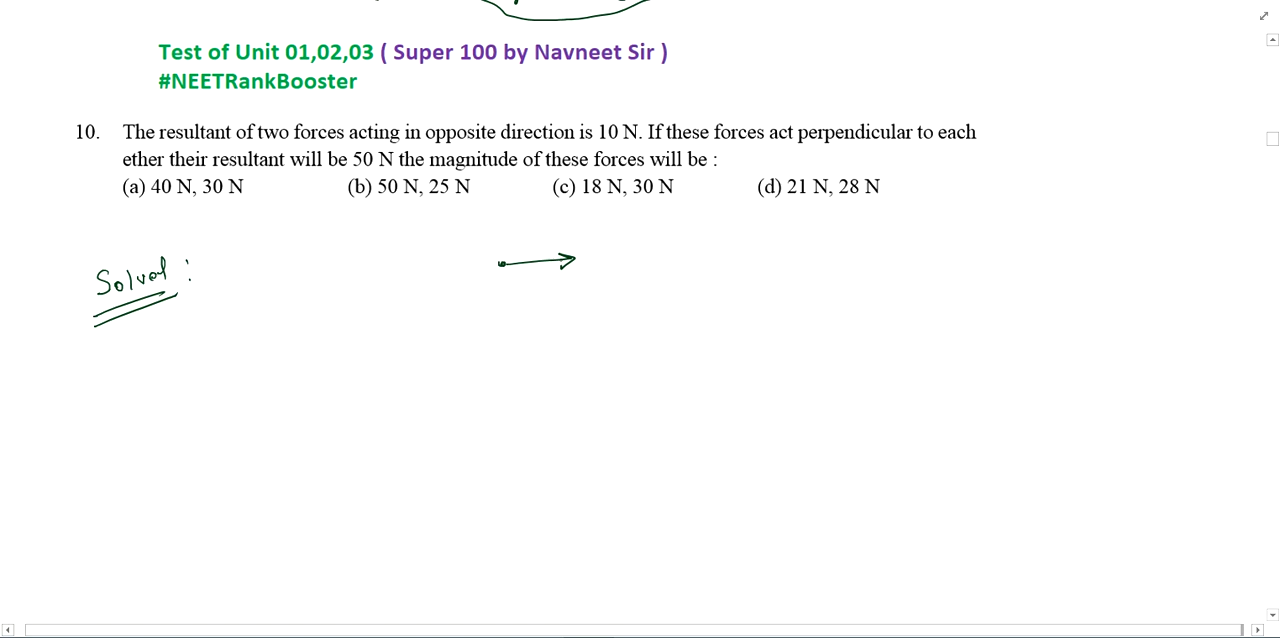 Test of Unit 01,02,03 ( Super 100 by Navneet Sir )
#NEETRankBooster
10. The resultant of two forces acting in opposite direction is 10 N. If these forces act perpendicular to each
ether their resultant will be 50 N the magnitude of these forces will be :
(a) 40 N, 30 N (b) 50 N, 25 N (c) 18 N, 30 N (d) 21 N, 28 N
Solved :